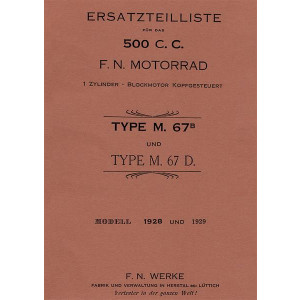 ERSATZTEILLISTE
FÜR DAS
500 C. C.
F. N. MOTORRAD
1 ZYLINDER - BLOCKMOTOR KOPFGESTEUERT
TYPE M. 67B
UND
TYPE M. 67 D.
MODELL 1928 UND 1929
F. N. WERKE
FABRIK UND VERWALTUNG IN HERSTAL BEI LÜTTICH
Vertreter in der ganzen Welt!